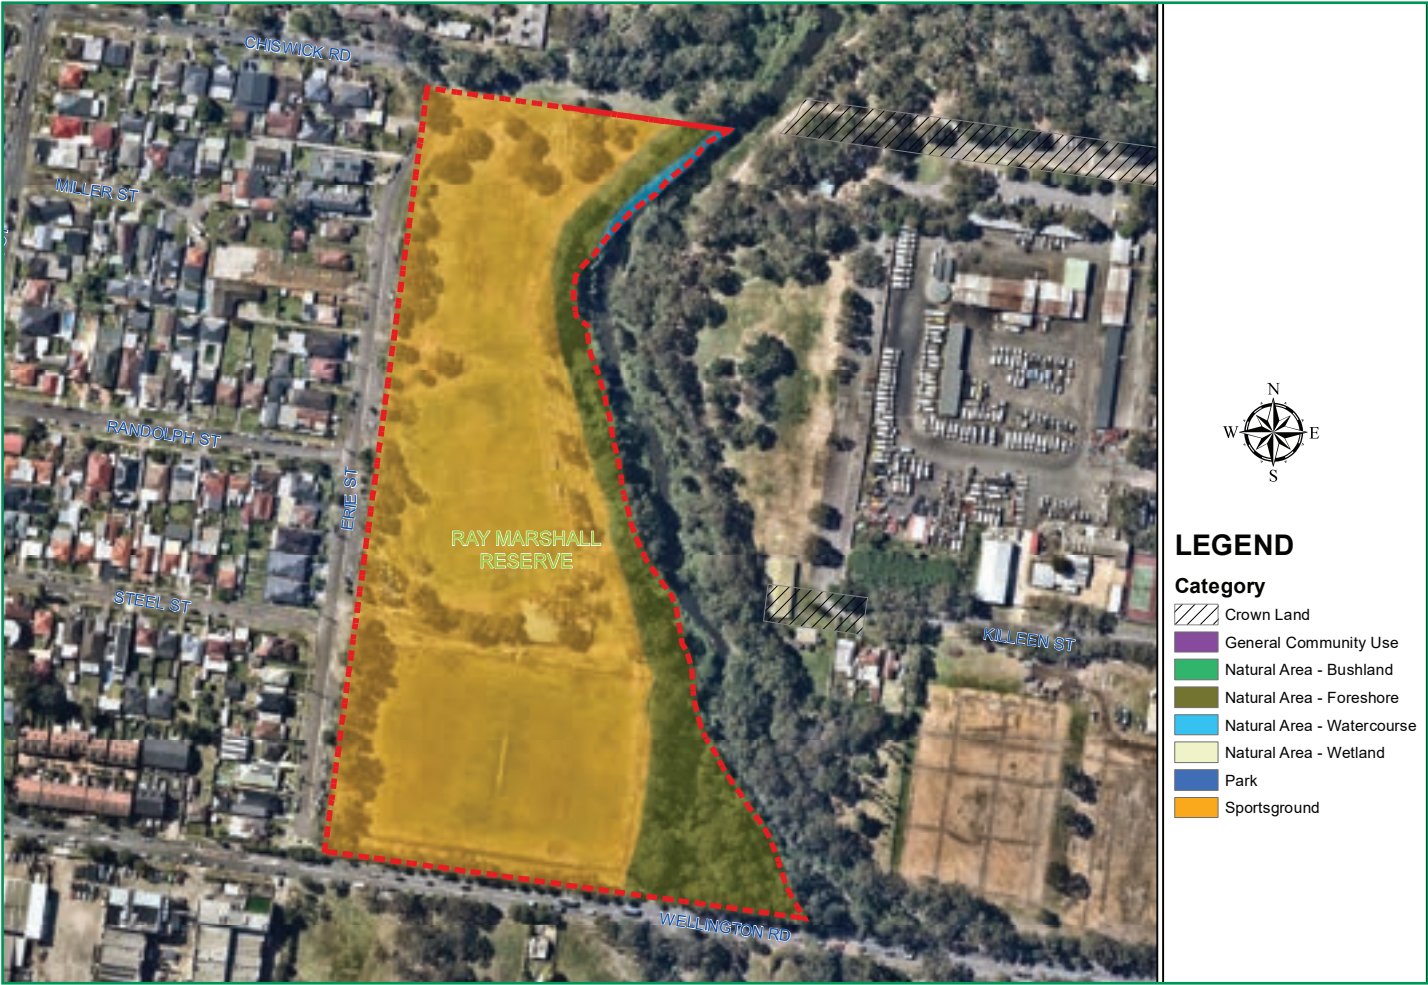 CHISWICK RD
MILLER ST
RANDOLPH ST
ERIE ST
RAY MARSHALL
RESERVE
STEEL ST
KILLEEN ST
WELLINGTON RD
N
W
E
S
LEGEND
Category
Crown Land
General Community Use
Natural Area - Bushland
Natural Area - Foreshore
Natural Area - Watercourse
Natural Area - Wetland
Park
Sportsground